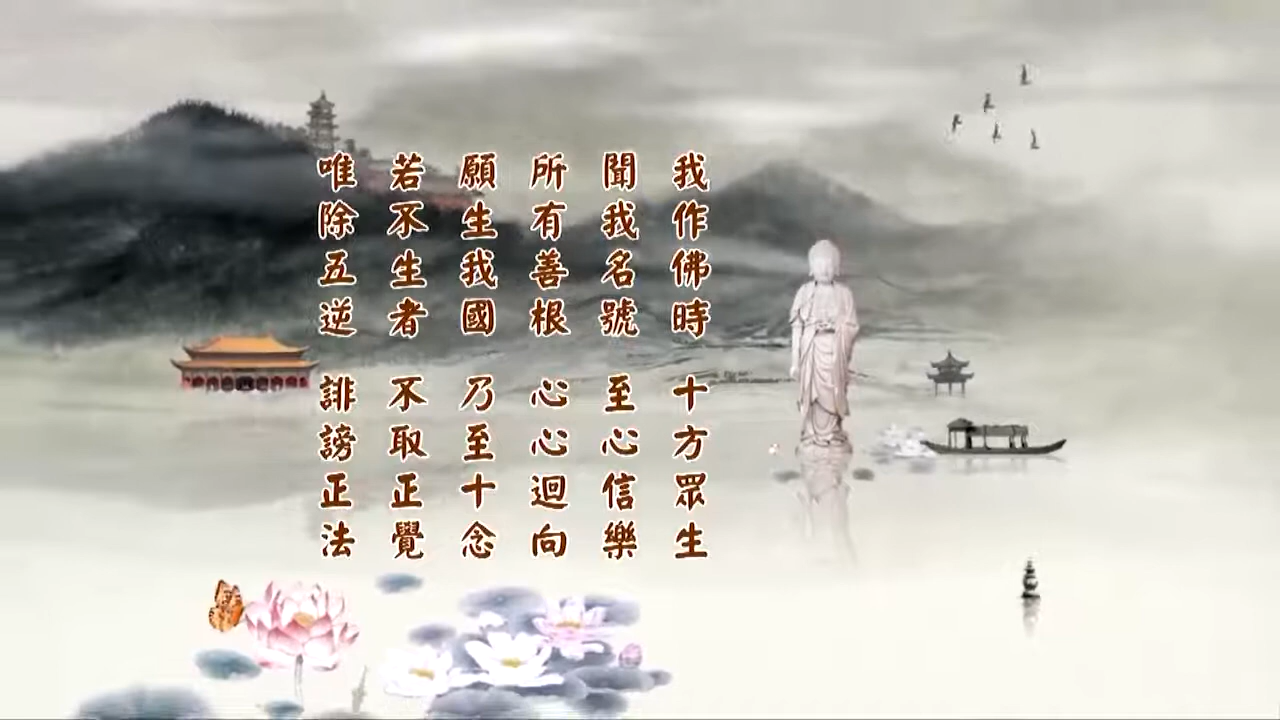 我作佛時 十方眾生
聞我名號 至心信樂
所有善根 心心迴向
願生我國 乃至十念
若不生者 不取正覺
唯除五逆 誹謗正法